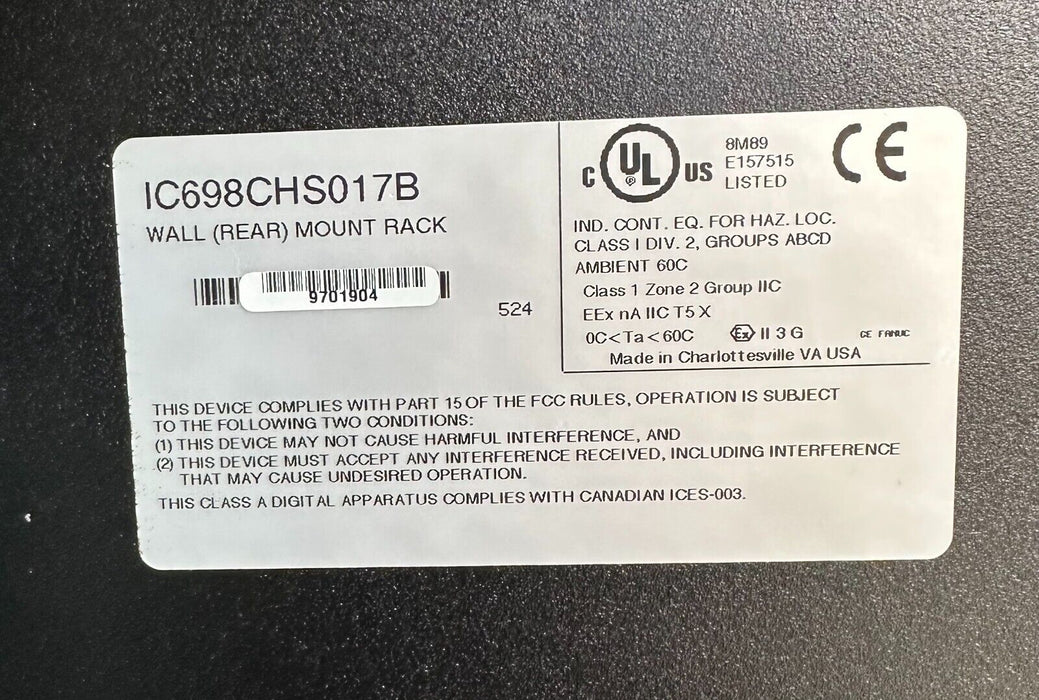 IC698CHS017B
WALL (REAR) MOUNT RACK
9701904
524
C UL US
8M89
E157515
LISTED
CE
IND. CONT. EQ. FOR HAZ. LOC.
CLASS I DIV. 2, GROUPS ABCD
AMBIENT 60C
Class 1 Zone 2 Group IIC
EEx nA IIC T5 X
0C<Ta<60C Ex II 3 G GE FANUC
Made in Charlottesville VA USA
THIS DEVICE COMPLIES WITH PART 15 OF THE FCC RULES, OPERATION IS SUBJECT
TO THE FOLLOWING TWO CONDITIONS:
(1) THIS DEVICE MAY NOT CAUSE HARMFUL INTERFERENCE, AND
(2) THIS DEVICE MUST ACCEPT ANY INTERFERENCE RECEIVED, INCLUDING INTERFERENCE
THAT MAY CAUSE UNDESIRED OPERATION.
THIS CLASS A DIGITAL APPARATUS COMPLIES WITH CANADIAN ICES-003.